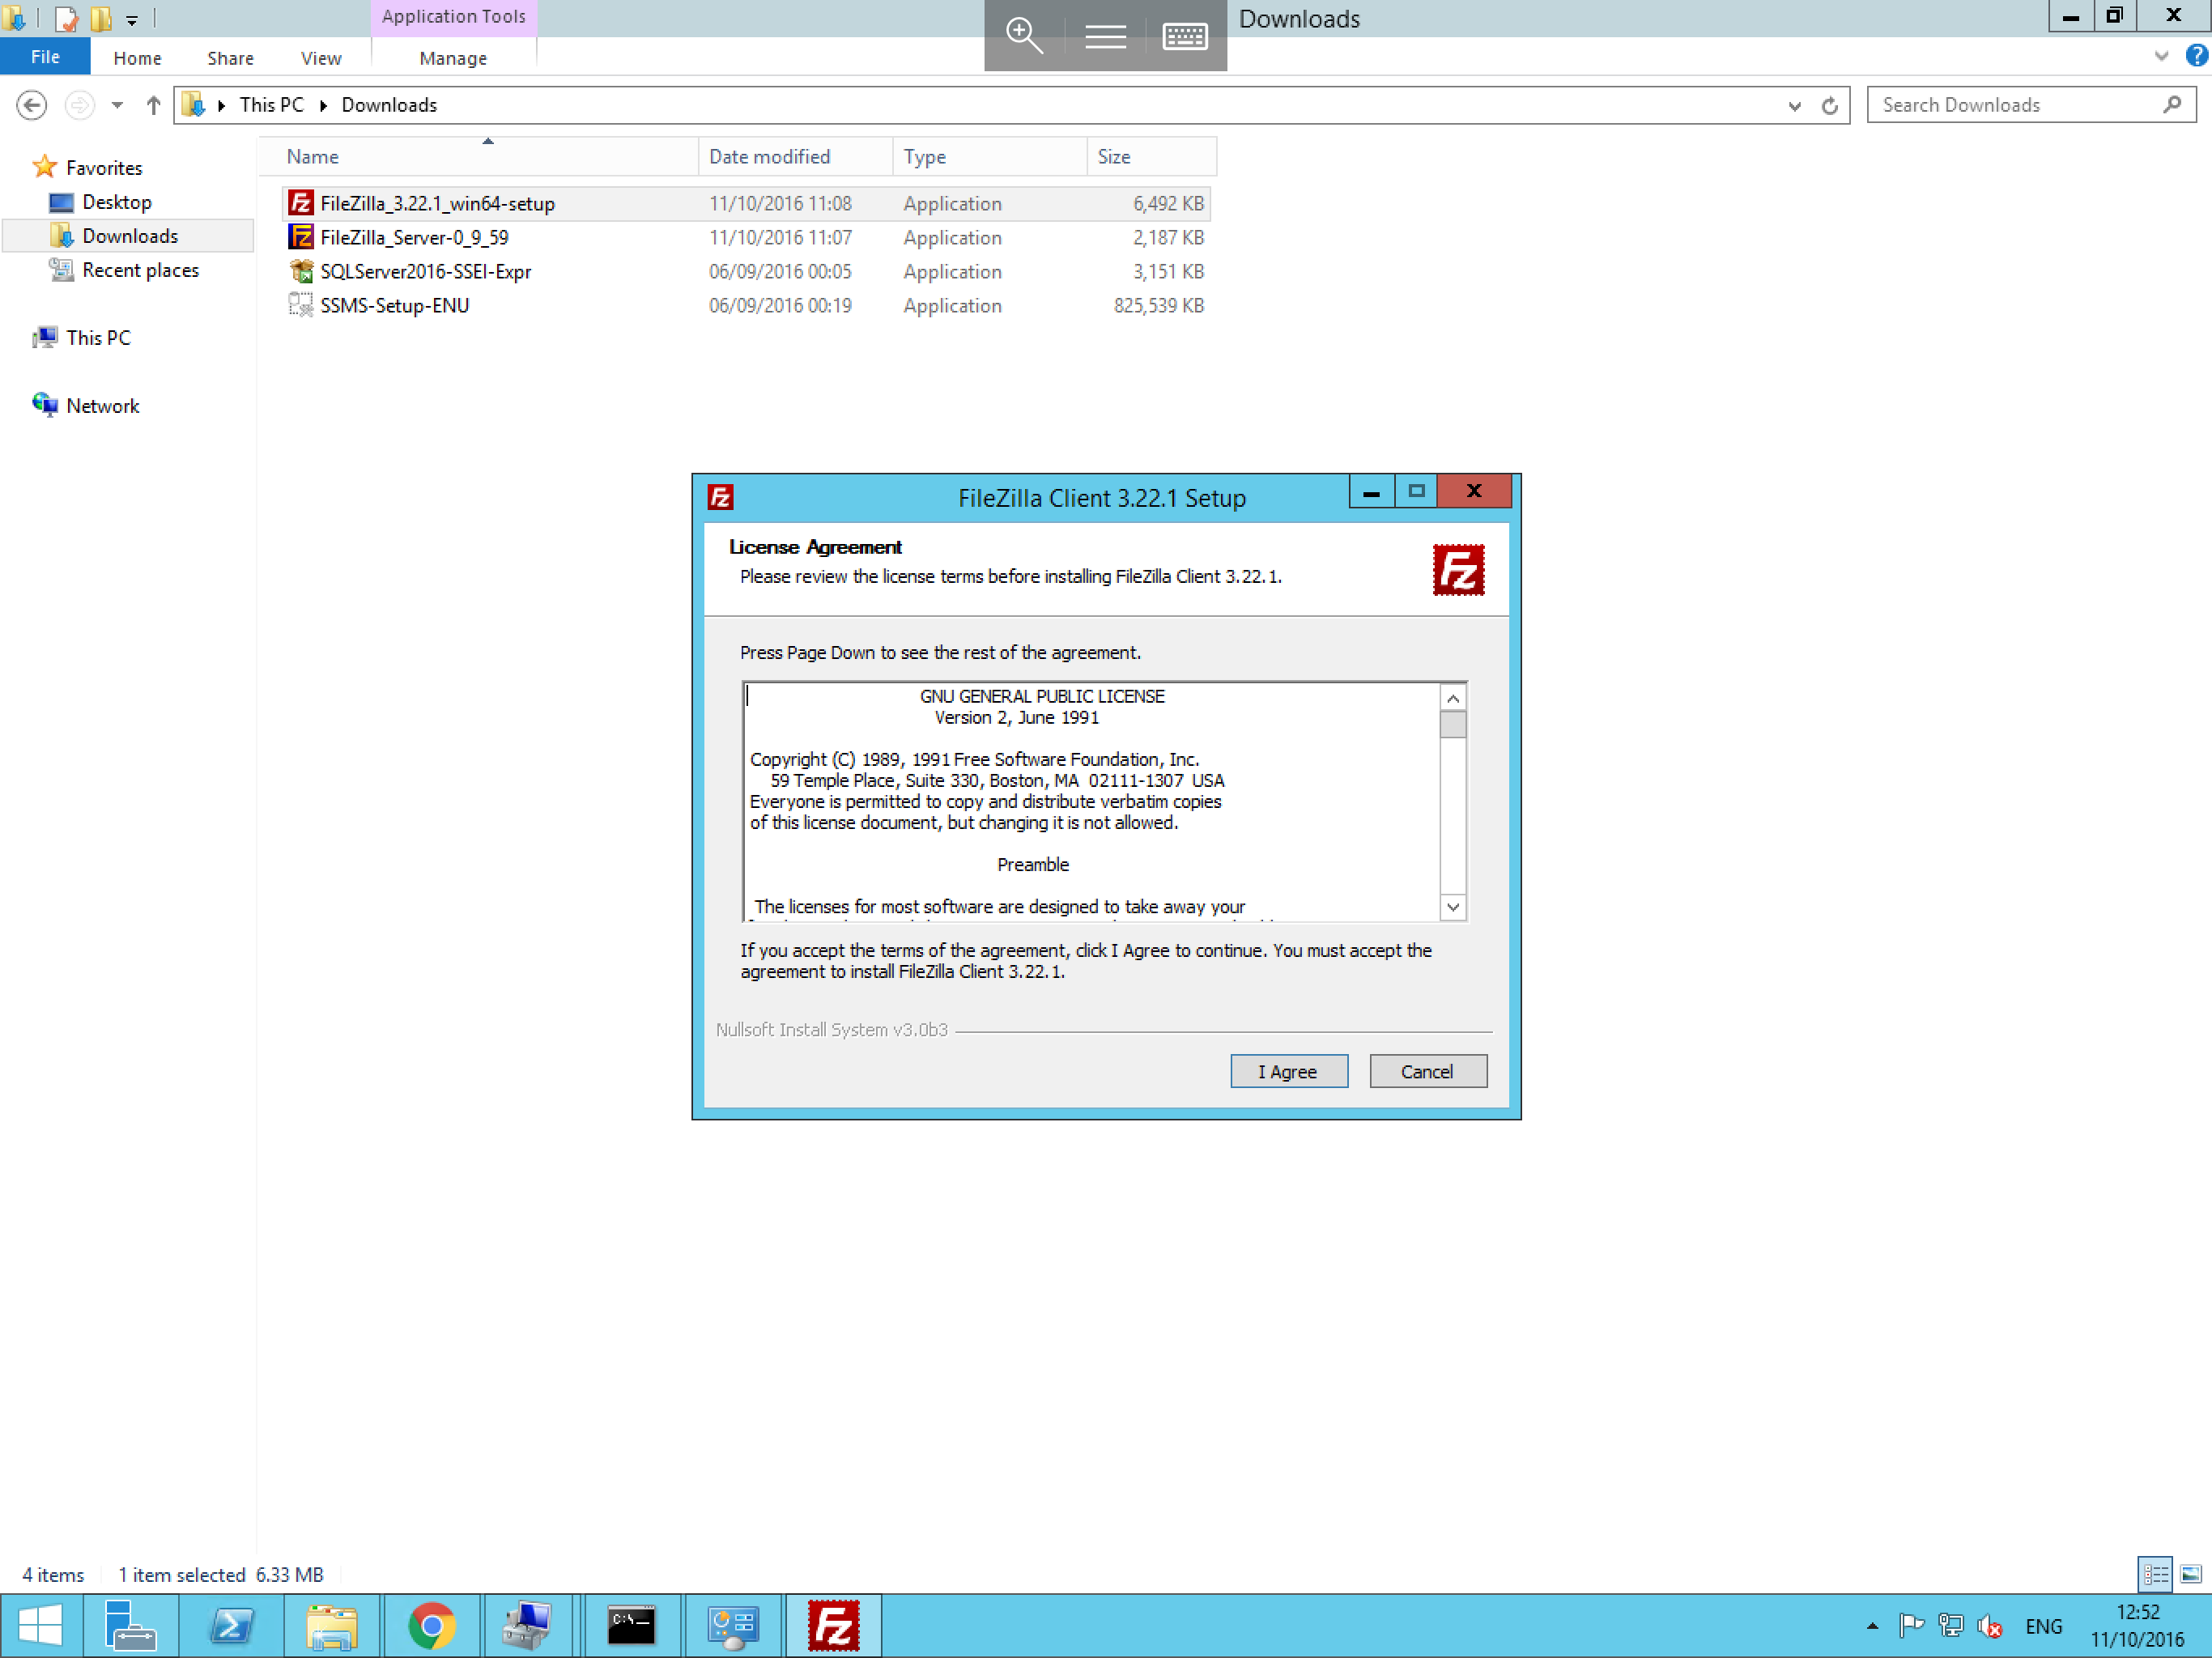 Application Tools
Downloads
File Home Share View Manage
This PC Downloads
Search Downloads
Name Date modified Type Size
Favorites
Desktop
Downloads
Recent places
This PC
Network
FileZilla_3.22.1_win64-setup 11/10/2016 11:08 Application 6,492 KB
FileZilla_Server-0_9_59 11/10/2016 11:07 Application 2,187 KB
SQLServer2016-SSEI-Expr 06/09/2016 00:05 Application 3,151 KB
SSMS-Setup-ENU 06/09/2016 00:19 Application 825,539 KB
FileZilla Client 3.22.1 Setup
License Agreement
Please review the license terms before installing FileZilla Client 3.22.1.
Press Page Down to see the rest of the agreement.
GNU GENERAL PUBLIC LICENSE
Version 2, June 1991
Copyright (C) 1989, 1991 Free Software Foundation, Inc.
59 Temple Place, Suite 330, Boston, MA 02111-1307 USA
Everyone is permitted to copy and distribute verbatim copies
of this license document, but changing it is not allowed.
Preamble
The licenses for most software are designed to take away your
If you accept the terms of the agreement, click I Agree to continue. You must accept the
agreement to install FileZilla Client 3.22.1.
Nullsoft Install System v3.0b3
I Agree Cancel
4 items 1 item selected 6.33 MB
ENG
12:52
11/10/2016